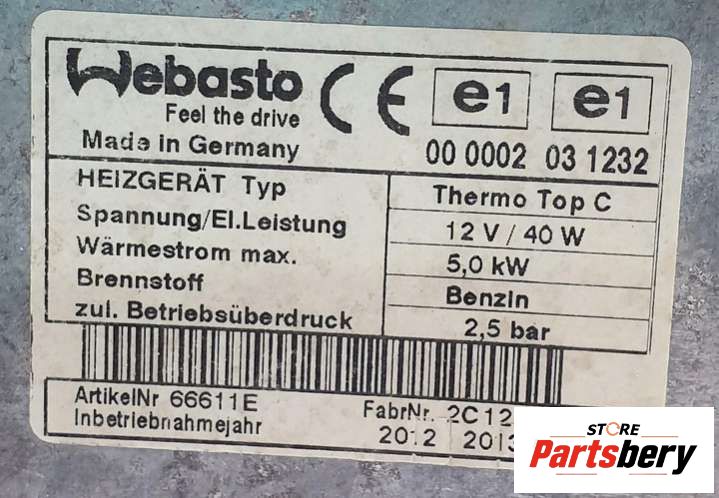 Webasto
Feel the drive
Made in Germany
CE e1 e1
00 0002 03 1232
HEIZGERÄT Typ Thermo Top C
Spannung/El.Leistung 12 V / 40 W
Wärmestrom max. 5,0 kW
Brennstoff Benzin
zul. Betriebsüberdruck 2,5 bar
ArtikelNr 66611E FabrNr. 2C12
Inbetriebnahmejahr 2012 2013
STORE
Partsbery